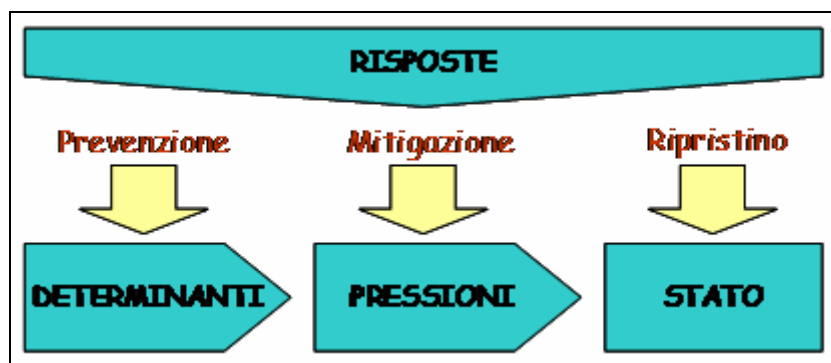 RISPOSTE
Prevenzione Mitigazione Ripristino
DETERMINANTI PRESSIONI STATO